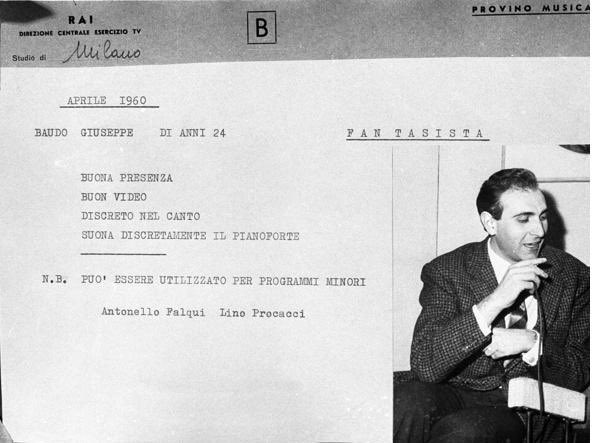 RAI
DIREZIONE CENTRALE ESERCIZIO TV
Studio di Milano
B
PROVINO MUSICA
APRILE 1960
BAUDO GIUSEPPE DI ANNI 24
FANTASISTA
BUONA PRESENZA
BUON VIDEO
DISCRETO NEL CANTO
SUONA DISCRETAMENTE IL PIANOFORTE
N.B. PUO' ESSERE UTILIZZATO PER PROGRAMMI MINORI
Antonello Falqui Lino Procacci